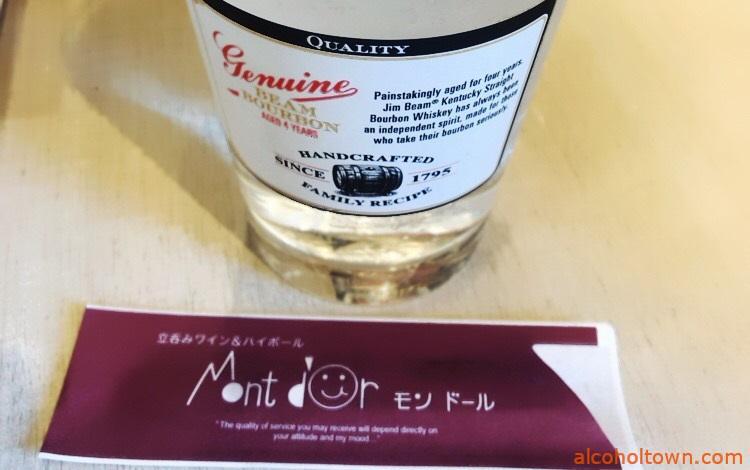 QUALITY
Genuine
BEAM
BOURBON
AGED 4 YEARS
Painstakingly aged for four years.
Jim Beam® Kentucky Straight
Bourbon Whiskey has always been
an independent spirit, made for those
who take their bourbon seriously.
HANDCRAFTED
SINCE 1795
FAMILY RECIPE
立呑みワイン&ハイボール
Mont d'Or モン ドール
"The quality of service you may receive will depend directly on
your attitude and my mood..."
alcoholtown.com